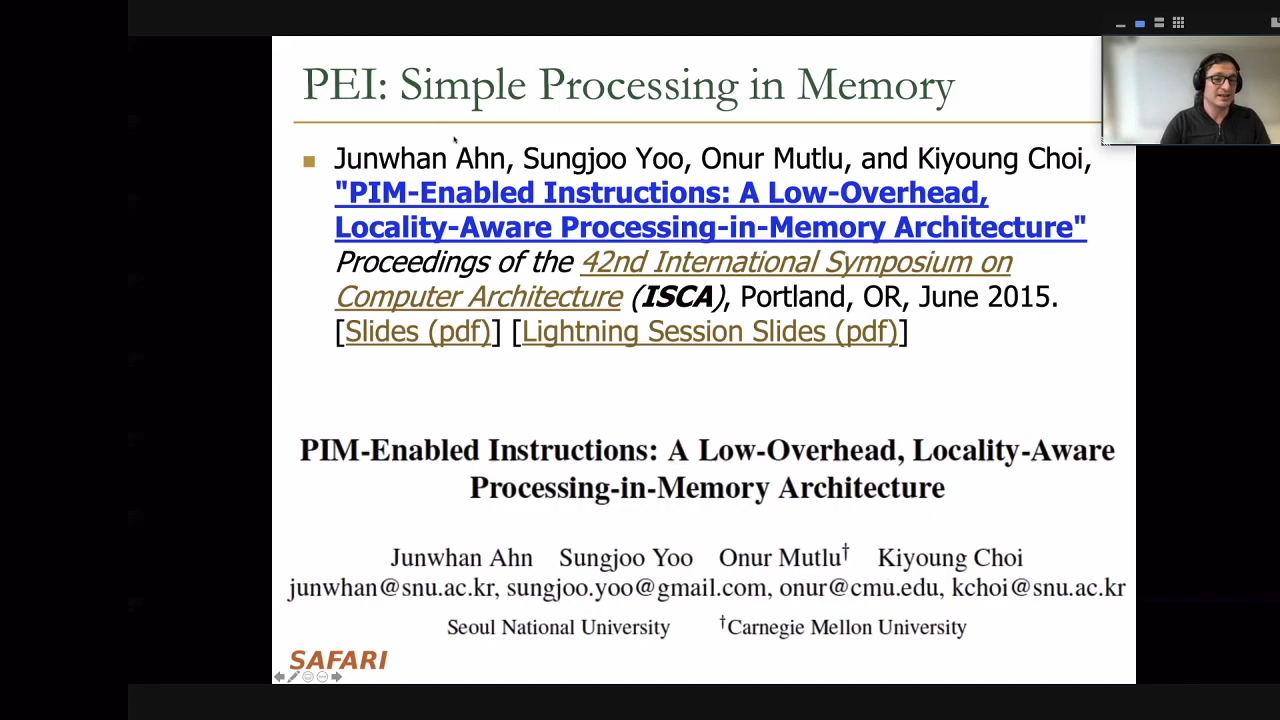 PEI: Simple Processing in Memory
Junwhan Ahn, Sungjoo Yoo, Onur Mutlu, and Kiyoung Choi,
"PIM-Enabled Instructions: A Low-Overhead,
Locality-Aware Processing-in-Memory Architecture"
Proceedings of the 42nd International Symposium on
Computer Architecture (ISCA), Portland, OR, June 2015.
[Slides (pdf)] [Lightning Session Slides (pdf)]
PIM-Enabled Instructions: A Low-Overhead, Locality-Aware
Processing-in-Memory Architecture
Junwhan Ahn Sungjoo Yoo Onur Mutlu† Kiyoung Choi
junwhan@snu.ac.kr, sungjoo.yoo@gmail.com, onur@cmu.edu, kchoi@snu.ac.kr
Seoul National University †Carnegie Mellon University
SAFARI